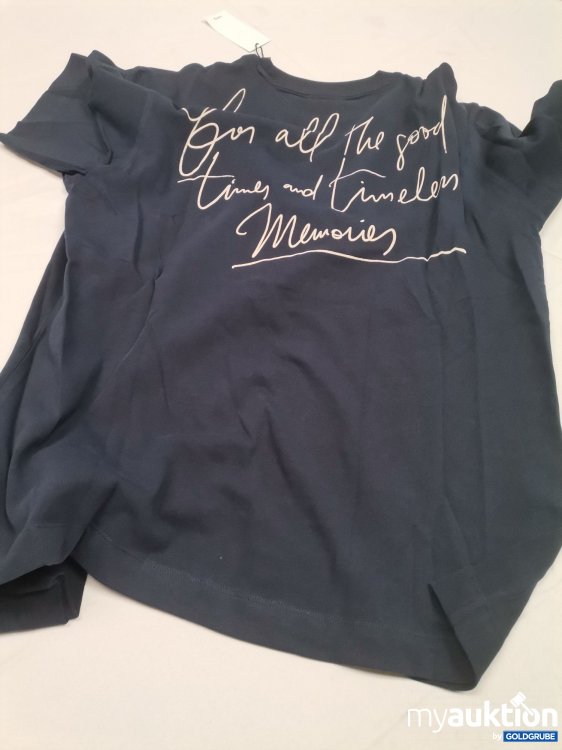 for all the good
times and timeless
Memories
myauktion
by GOLDGRUBE